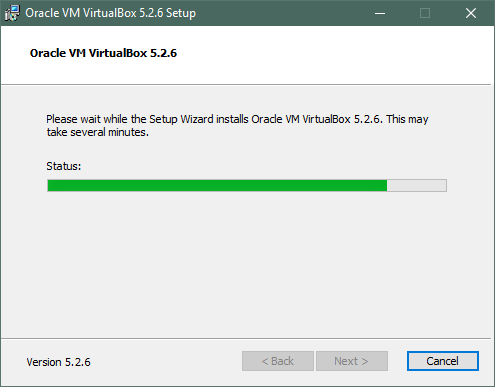 Oracle VM VirtualBox 5.2.6 Setup
Oracle VM VirtualBox 5.2.6
Please wait while the Setup Wizard installs Oracle VM VirtualBox 5.2.6. This may
take several minutes.
Status:
Version 5.2.6
< Back
Next >
Cancel